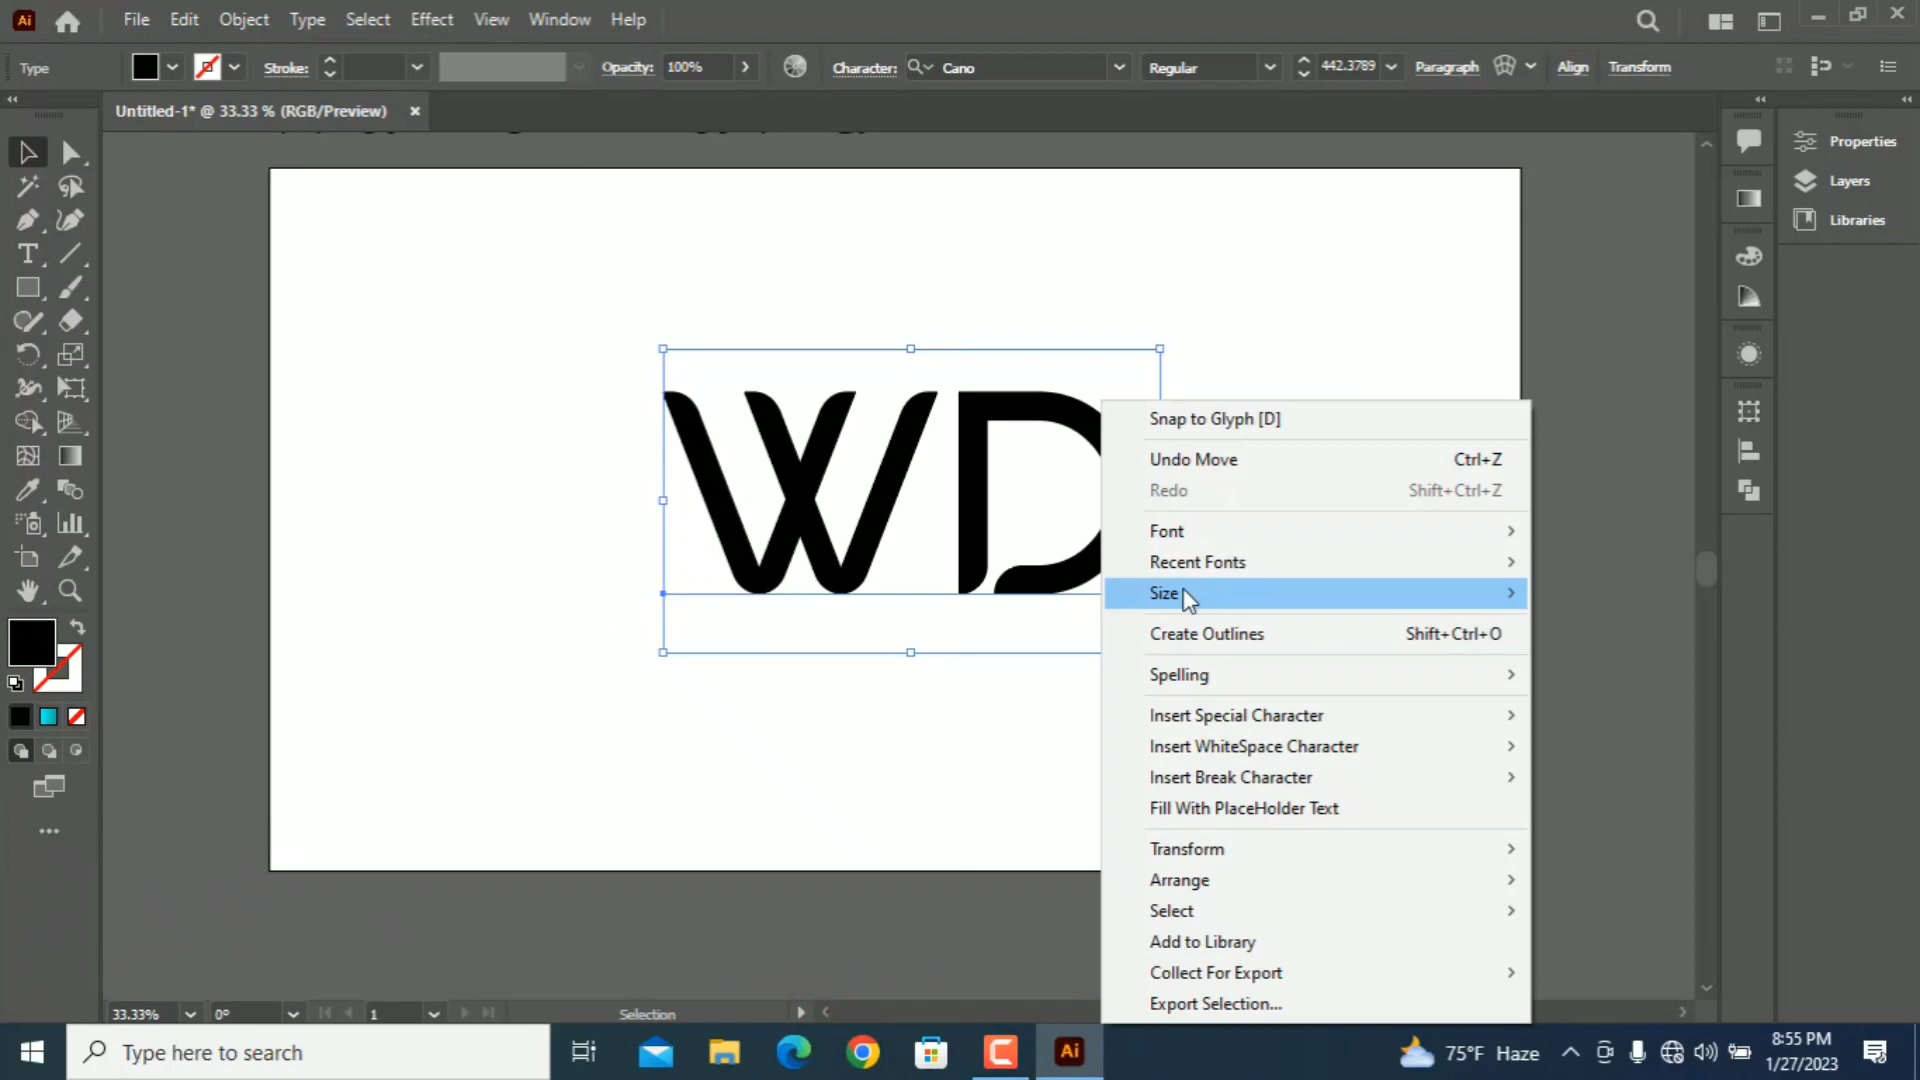 Ai File Edit Object Type Select Effect View Window Help
Type Stroke: Opacity: 100% Character: Cano Regular 442.3789 Paragraph Align Transform
Untitled-1* @ 33.33 % (RGB/Preview) ×
Properties
Layers
Libraries
WD
Snap to Glyph [D]
Undo Move Ctrl+Z
Redo Shift+Ctrl+Z
Font
Recent Fonts
Size
Create Outlines Shift+Ctrl+O
Spelling
Insert Special Character
Insert WhiteSpace Character
Insert Break Character
Fill With PlaceHolder Text
Transform
Arrange
Select
Add to Library
Collect For Export
Export Selection...
33.33% 0° 1 Selection
Type here to search Ai 75°F Haze 8:55 PM
1/27/2023